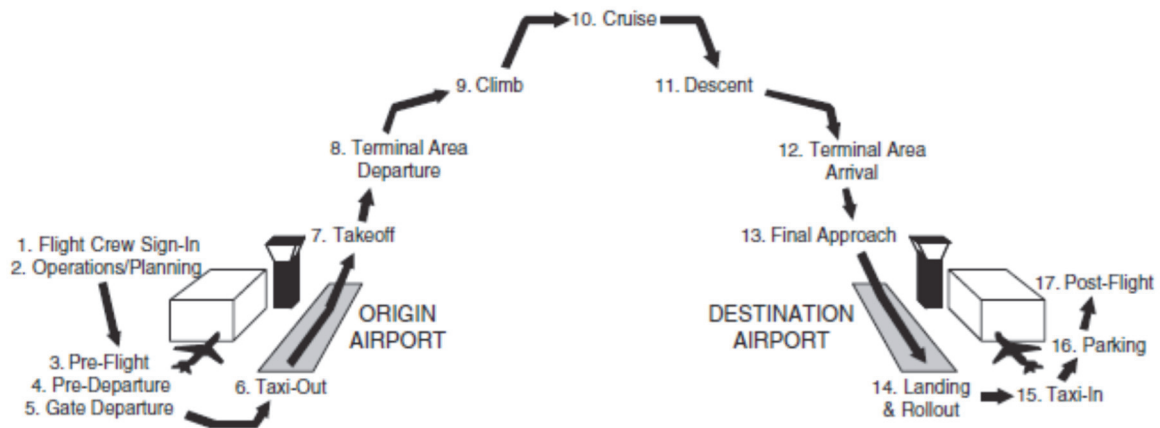 1. Flight Crew Sign-In
2. Operations/Planning
3. Pre-Flight
4. Pre-Departure
5. Gate Departure
6. Taxi-Out
7. Takeoff
8. Terminal Area
Departure
9. Climb
10. Cruise
11. Descent
12. Terminal Area
Arrival
13. Final Approach
14. Landing
& Rollout
15. Taxi-In
16. Parking
17. Post-Flight
ORIGIN
AIRPORT
DESTINATION
AIRPORT